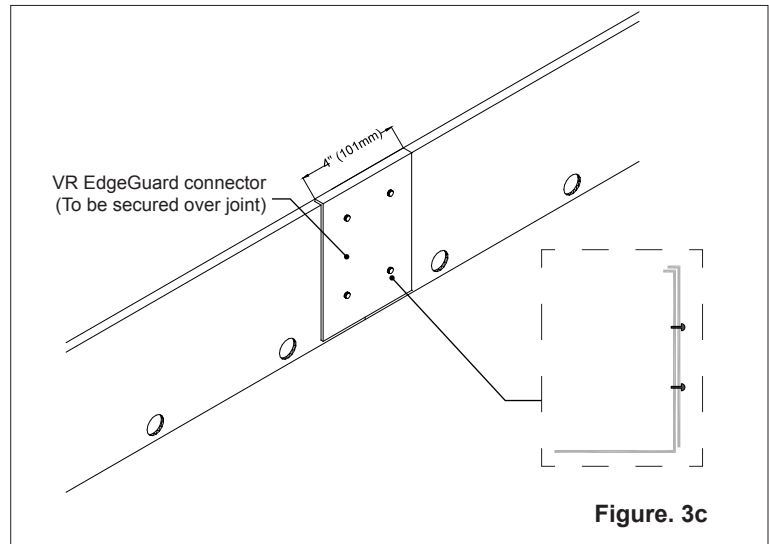 4" (101mm)
VR EdgeGuard connector
(To be secured over joint)
Figure. 3c